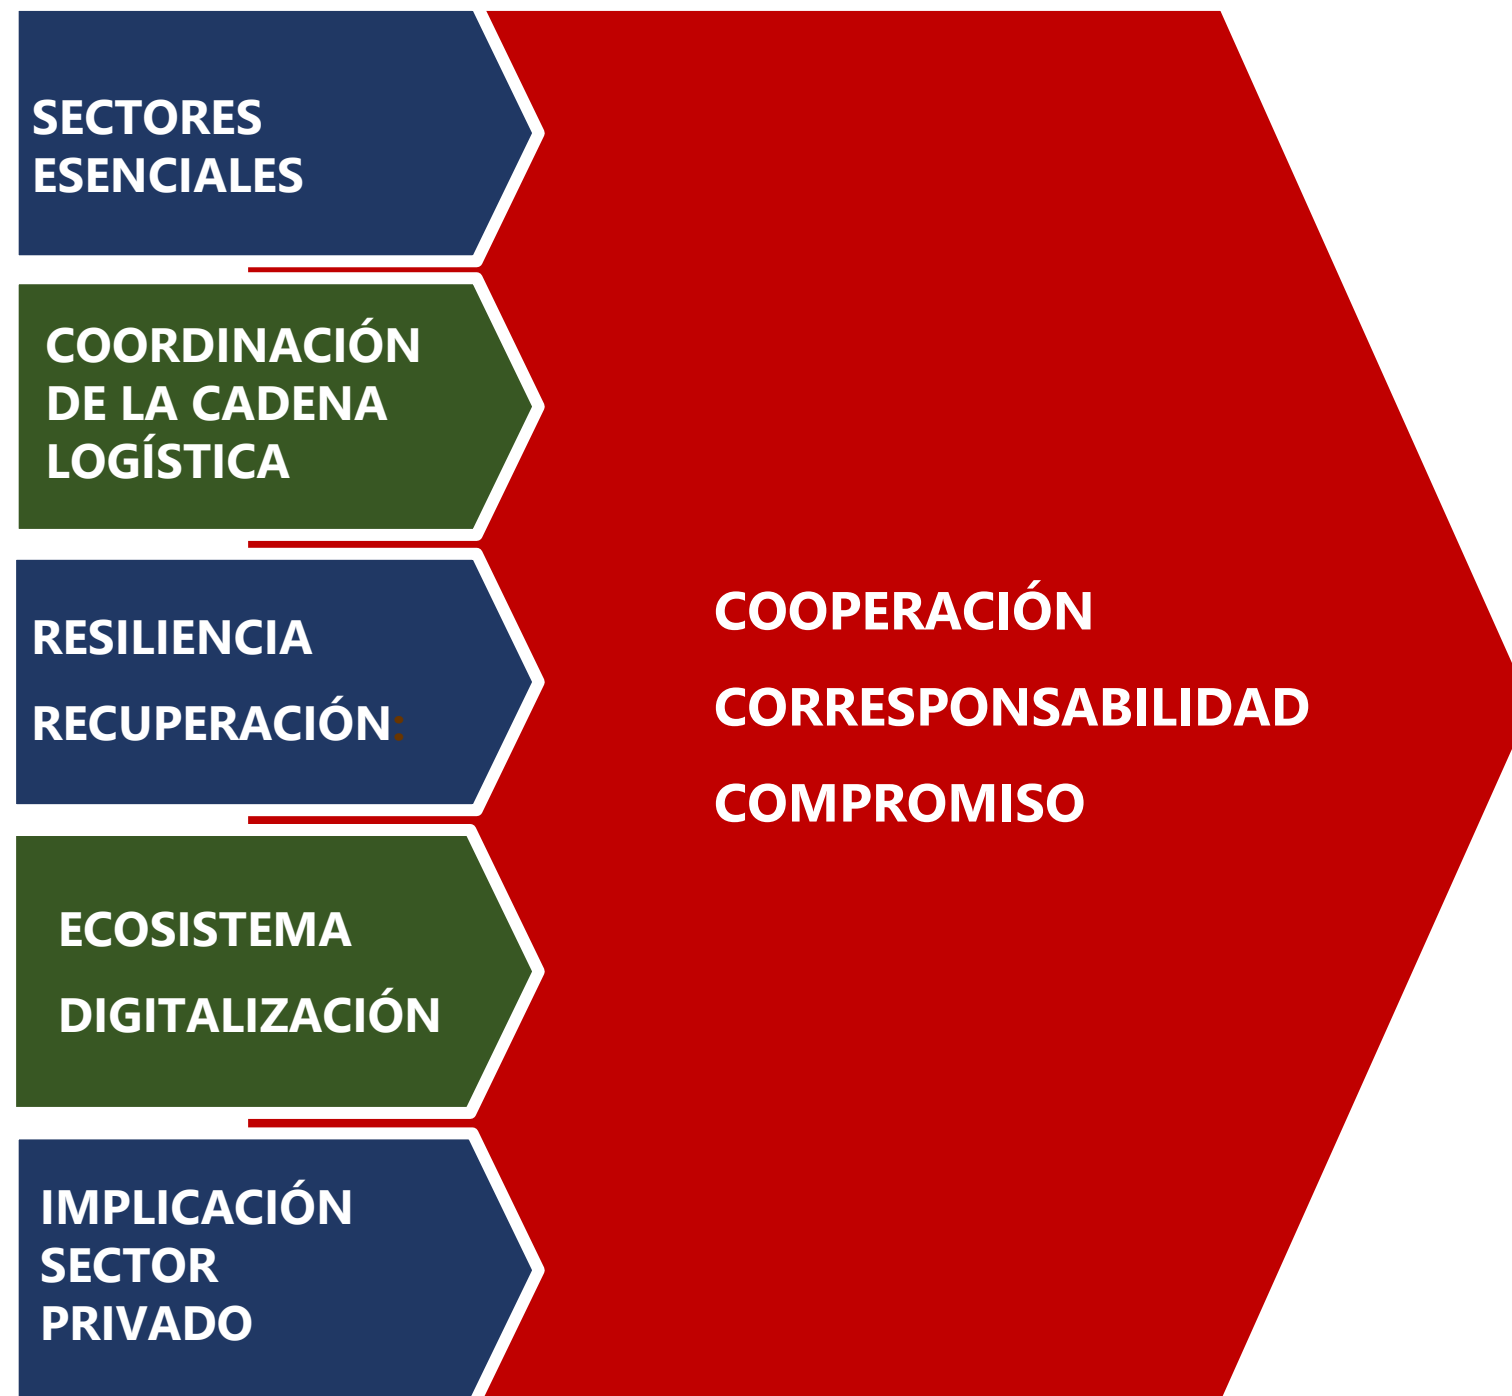 SECTORES
ESENCIALES
COORDINACIÓN
DE LA CADENA
LOGÍSTICA
RESILIENCIA
RECUPERACIÓN:
ECOSISTEMA
DIGITALIZACIÓN
IMPLICACIÓN
SECTOR
PRIVADO
COOPERACIÓN
CORRESPONSABILIDAD
COMPROMISO